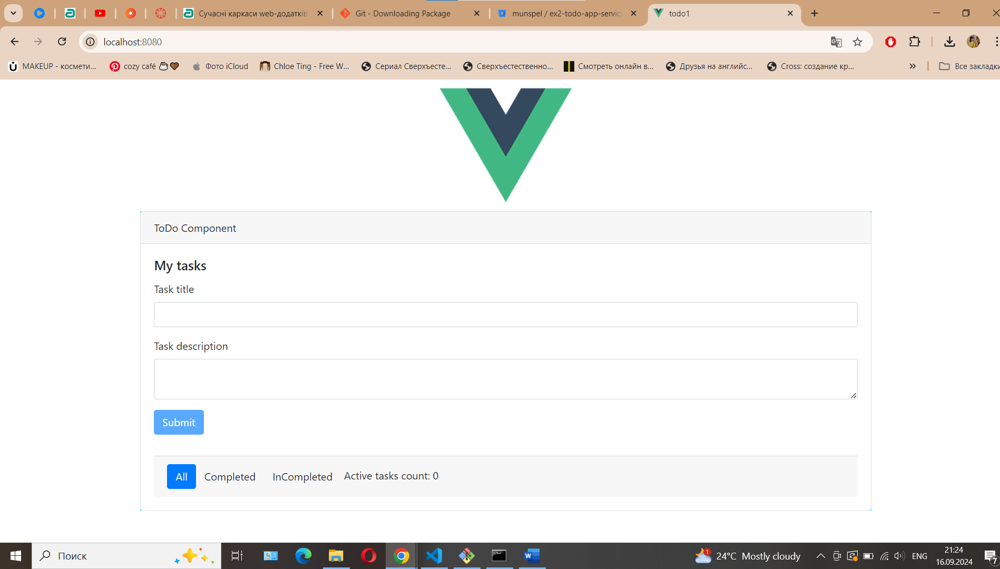 Сучасні каркаси web-додатків
Git - Downloading Package
munspel / ex2-todo-app-servic
todo1
localhost:8080
MAKEUP - космети...
cozy café
Фото iCloud
Chloe Ting - Free W...
Сериал Сверхъесте...
Сверхъестественно...
Смотреть онлайн в...
Друзья на английс...
Cross: создание кр...
»
Все закладки
ToDo Component
My tasks
Task title
Task description
Submit
All
Completed
InCompleted
Active tasks count: 0
Поиск
1
24°C Mostly cloudy
ENG
21:24
16.09.2024
7